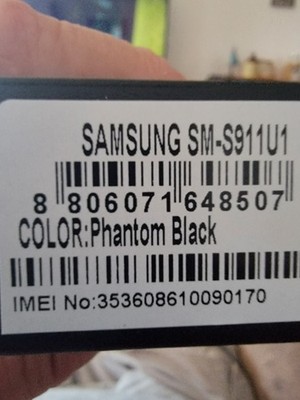 SAMSUNG SM-S911U1
8 806071 648507
COLOR:Phantom Black
IMEI No:353608610090170